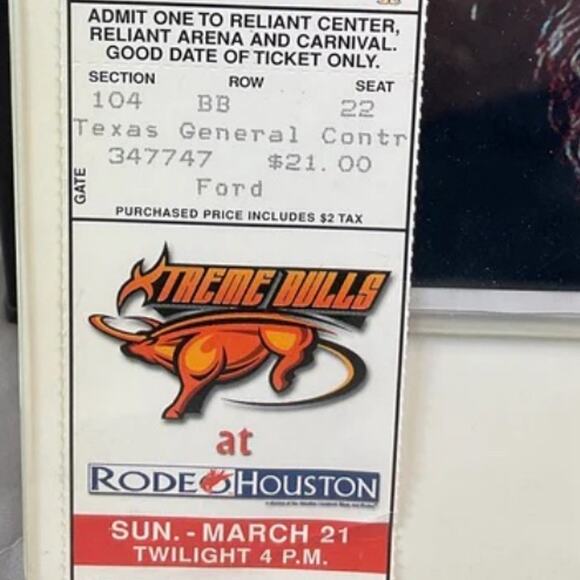 ADMIT ONE TO RELIANT CENTER,
RELIANT ARENA AND CARNIVAL.
GOOD DATE OF TICKET ONLY.
SECTION ROW SEAT
104 BB 22
Texas General Contr
347747 $21.00
GATE
Ford
PURCHASED PRICE INCLUDES $2 TAX
XTREME BULLS
at
RODEOHOUSTON
SUN. - MARCH 21
TWILIGHT 4 P.M.